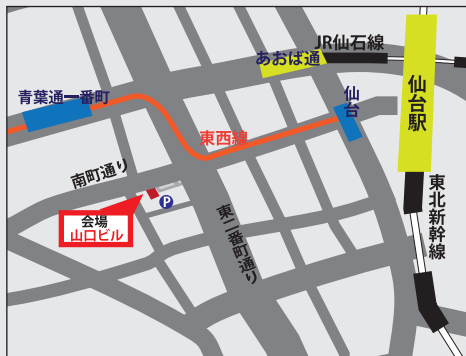 JR仙石線
あおば通
仙台駅
青葉通一番町
仙台
東西線
南町通り
P
会場
山口ビル
東二番町通り
東北新幹線